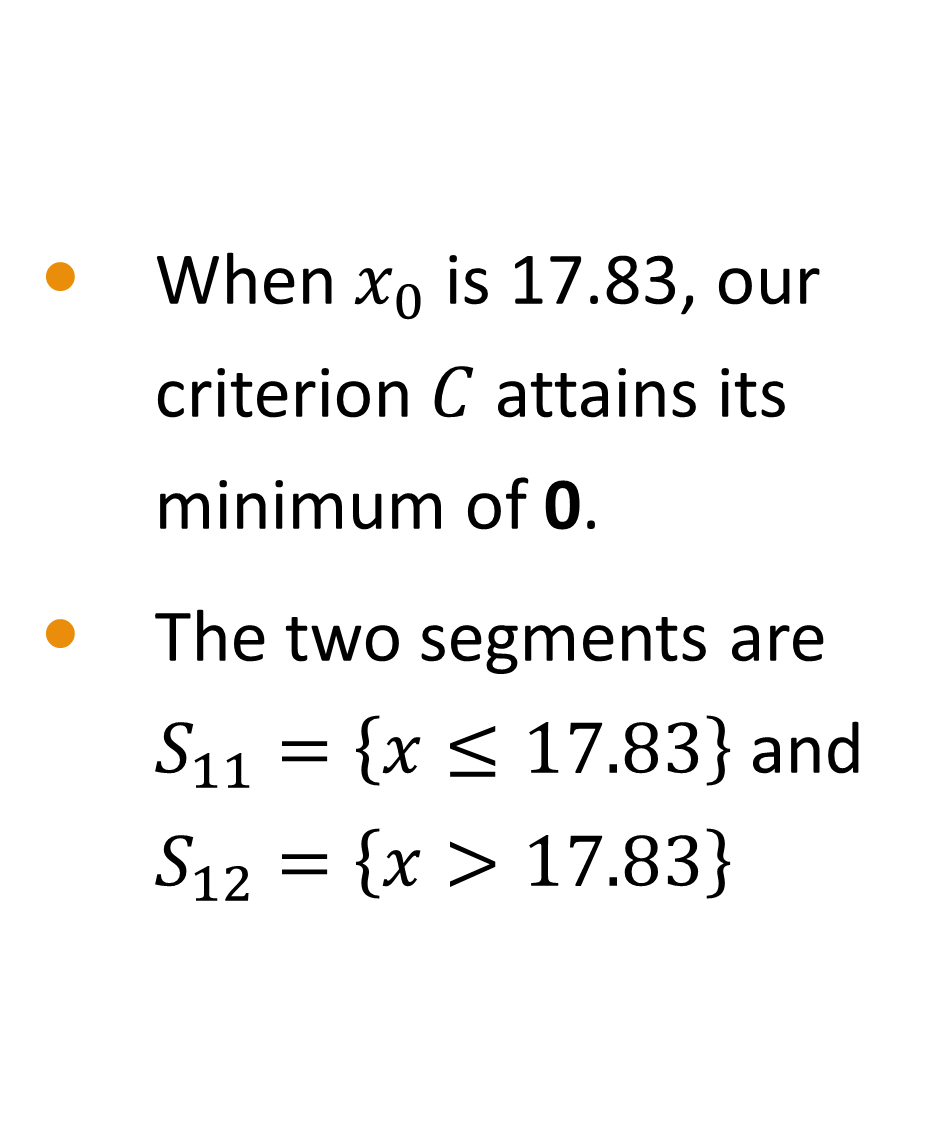 • When 𝑥₀ is 17.83, our
criterion 𝐶 attains its
minimum of 0.
• The two segments are
𝑆₁₁ = {𝑥 ≤ 17.83} and
𝑆₁₂ = {𝑥 > 17.83}